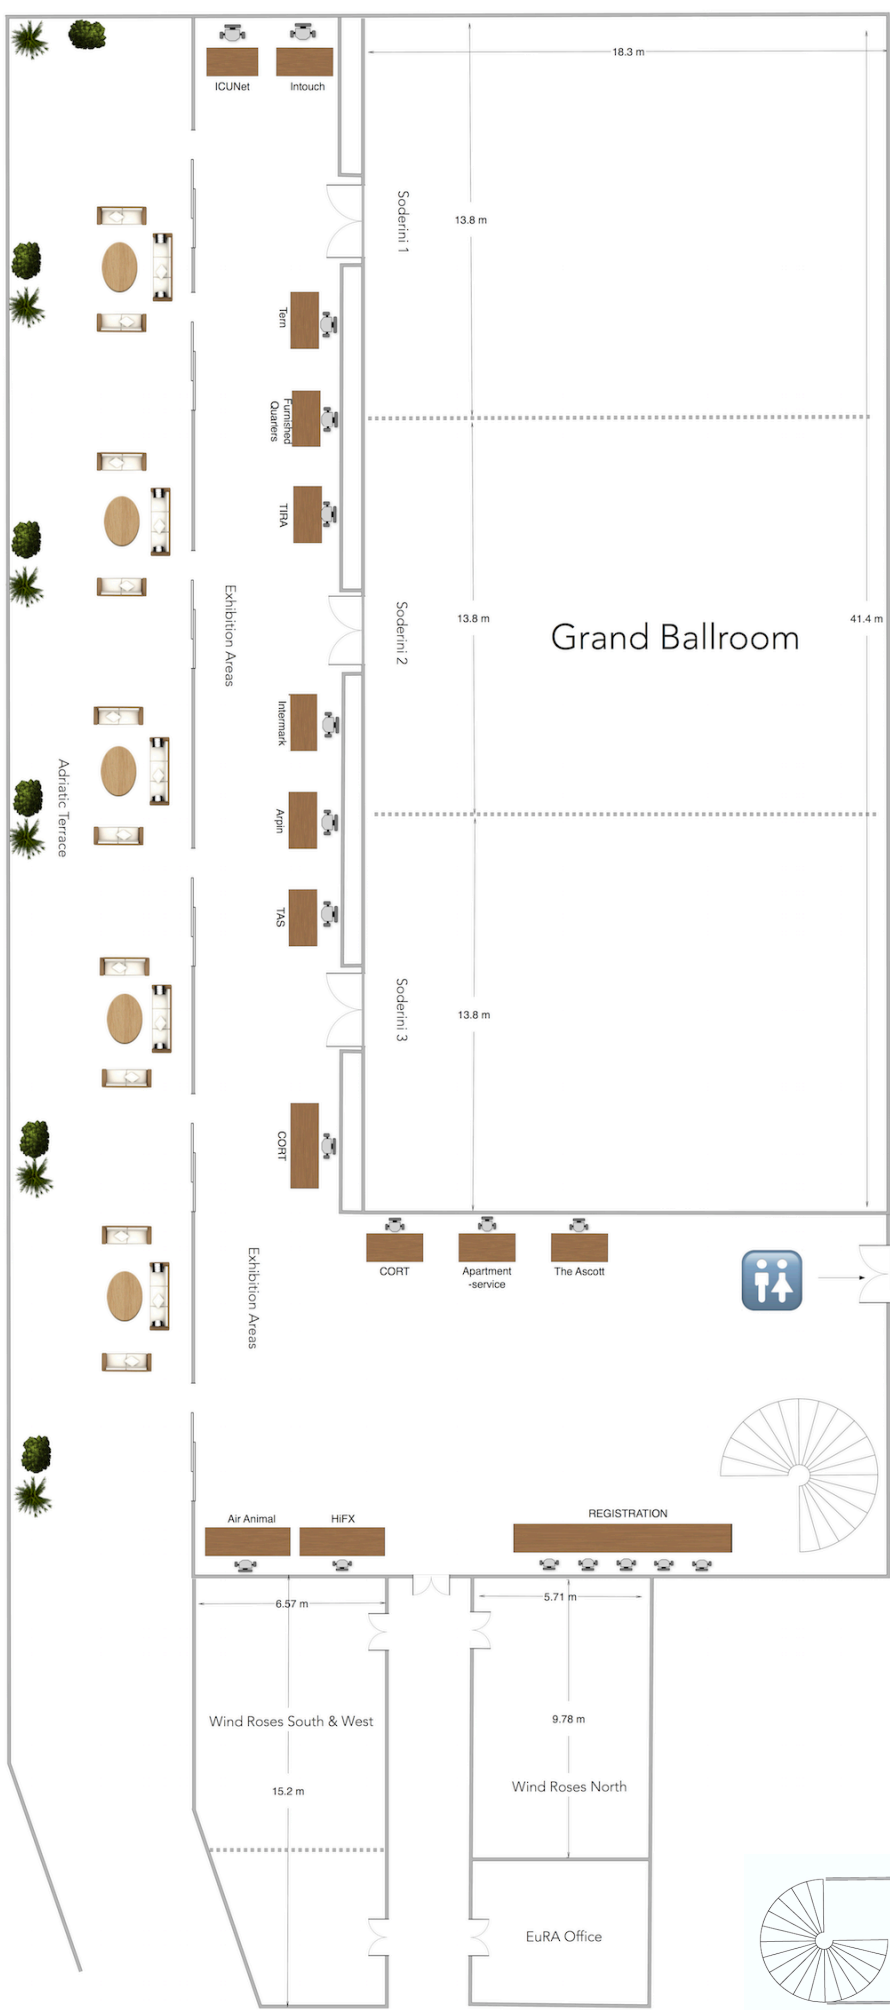 ICUNet
Intouch
18.3 m
Soderini 1
13.8 m
Tern
Furnished
Quarters
TIRA
Exhibition Areas
Soderini 2
13.8 m
Grand Ballroom
41.4 m
Intermark
Adriatic Terrace
Arpin
TAS
Soderini 3
13.8 m
CORT
CORT
Apartment
-service
The Ascott
Exhibition Areas
Air Animal
HiFX
REGISTRATION
6.57 m
5.71 m
Wind Roses South & West
9.78 m
15.2 m
Wind Roses North
EuRA Office